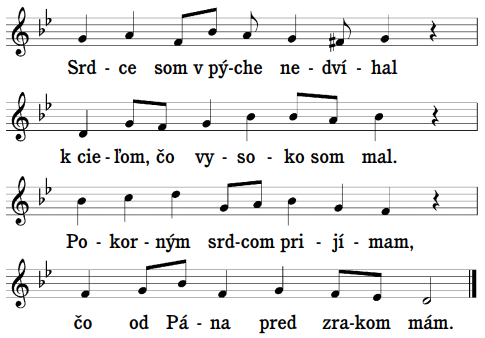 Srd - ce som v pý - che ne - dví - hal
k cie - ľom, čo vy - so - ko som mal.
Po - kor - ným srd - com pri - jí - mam,
čo od Pá - na pred zra - kom mám.